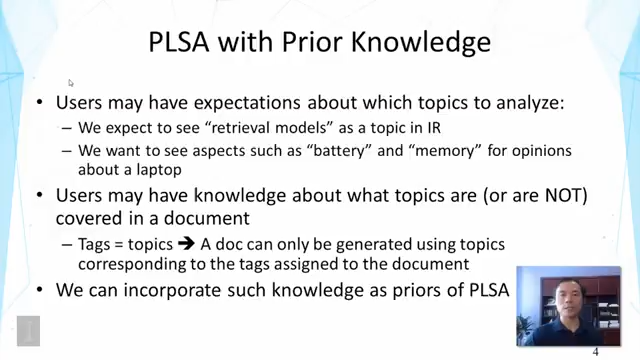 PLSA with Prior Knowledge
• Users may have expectations about which topics to analyze:
– We expect to see “retrieval models” as a topic in IR
– We want to see aspects such as “battery” and “memory” for opinions
about a laptop
• Users may have knowledge about what topics are (or are NOT)
covered in a document
– Tags = topics ➔ A doc can only be generated using topics
corresponding to the tags assigned to the document
• We can incorporate such knowledge as priors of PLSA
4